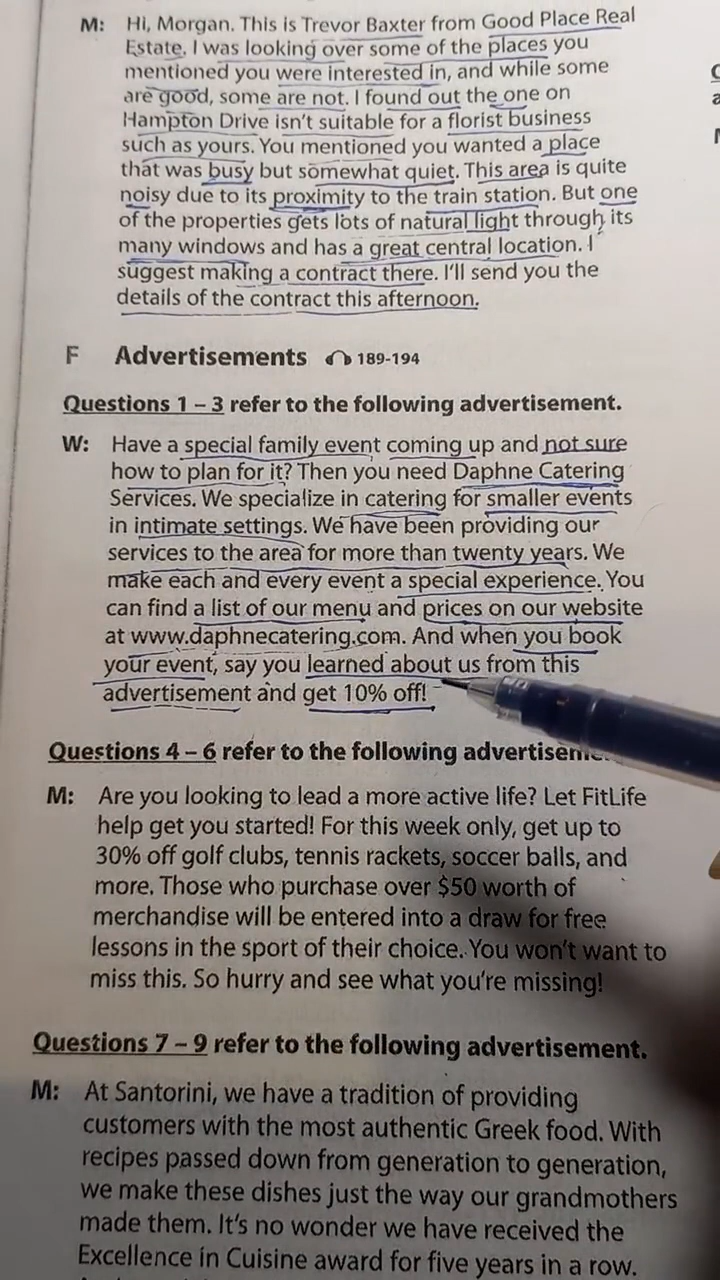 M: Hi, Morgan. This is Trevor Baxter from Good Place Real
Estate. I was looking over some of the places you
mentioned you were interested in, and while some
are good, some are not. I found out the one on
Hampton Drive isn't suitable for a florist business
such as yours. You mentioned you wanted a place
that was busy but somewhat quiet. This area is quite
noisy due to its proximity to the train station. But one
of the properties gets lots of natural light through its
many windows and has a great central location. I
suggest making a contract there. I'll send you the
details of the contract this afternoon.
F Advertisements 189-194
Questions 1 – 3 refer to the following advertisement.
W: Have a special family event coming up and not sure
how to plan for it? Then you need Daphne Catering
Services. We specialize in catering for smaller events
in intimate settings. We have been providing our
services to the area for more than twenty years. We
make each and every event a special experience. You
can find a list of our menu and prices on our website
at www.daphnecatering.com. And when you book
your event, say you learned about us from this
advertisement and get 10% off!
Questions 4 – 6 refer to the following
M: Are you looking to lead a more active life? Let FitLife
help get you started! For this week only, get up to
30% off golf clubs, tennis rackets, soccer balls, and
more. Those who purchase over $50 worth of
merchandise will be entered into a draw for free
lessons in the sport of their choice. You won't want to
miss this. So hurry and see what you're missing!
Questions 7 – 9 refer to the following advertisement.
M: At Santorini, we have a tradition of providing
customers with the most authentic Greek food. With
recipes passed down from generation to generation,
we make these dishes just the way our grandmothers
made them. It's no wonder we have received the
Excellence in Cuisine award for five years in a row.